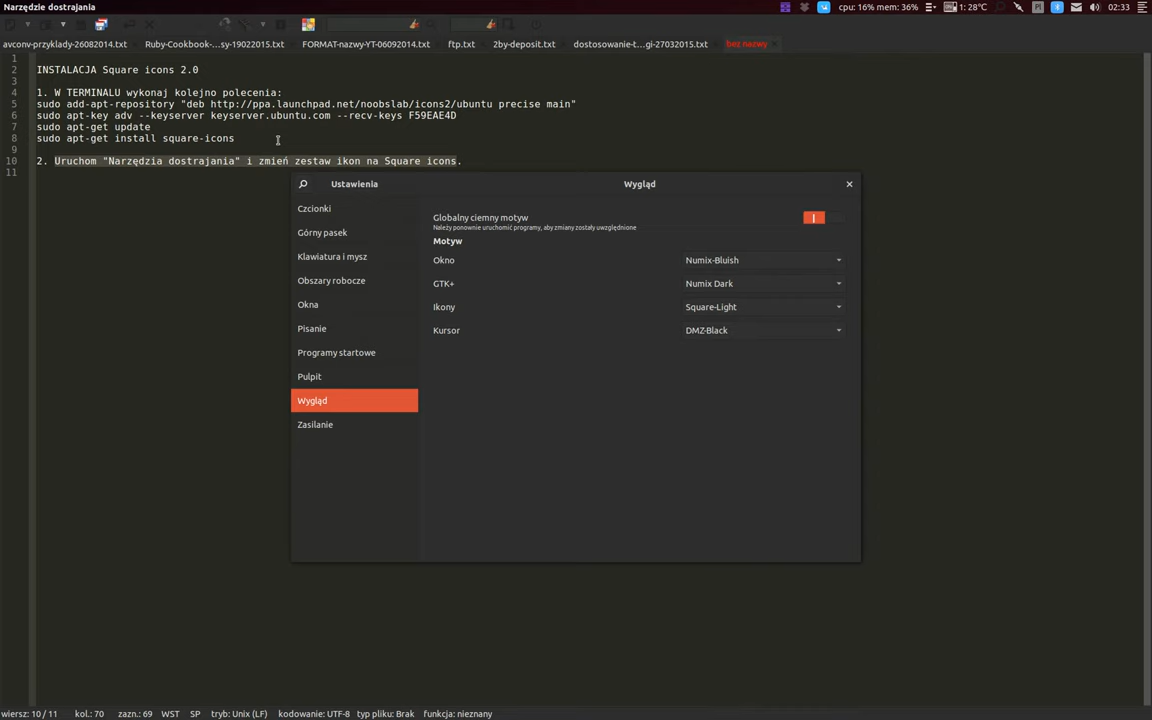 Narzędzie dostrajania
cpu: 16% mem: 36%
1: 28°C
Pl
02:33
avconv-przyklady-26082014.txt
Ruby-Cookbook-...sy-19022015.txt
FORMAT-nazwy-YT-06092014.txt
ftp.txt
2by-deposit.txt
dostosowanie-t...gi-27032015.txt
bez nazwy
1
2 INSTALACJA Square icons 2.0
3
4 1. W TERMINALU wykonaj kolejno polecenia:
5 sudo add-apt-repository "deb http://ppa.launchpad.net/noobslab/icons2/ubuntu precise main"
6 sudo apt-key adv --keyserver keyserver.ubuntu.com --recv-keys F59EAE4D
7 sudo apt-get update
8 sudo apt-get install square-icons
9
10 2. Uruchom "Narzędzia dostrajania" i zmień zestaw ikon na Square icons.
11
Ustawienia
Wygląd
Czcionki
Górny pasek
Klawiatura i mysz
Obszary robocze
Okna
Pisanie
Programy startowe
Pulpit
Wygląd
Zasilanie
Globalny ciemny motyw
Należy ponownie uruchomić programy, aby zmiany zostały uwzględnione
Motyw
Okno Numix-Bluish
GTK+ Numix Dark
Ikony Square-Light
Kursor DMZ-Black
wiersz: 10 / 11 kol.: 70 zazn.: 69 WST SP tryb: Unix (LF) kodowanie: UTF-8 typ pliku: Brak funkcja: nieznany